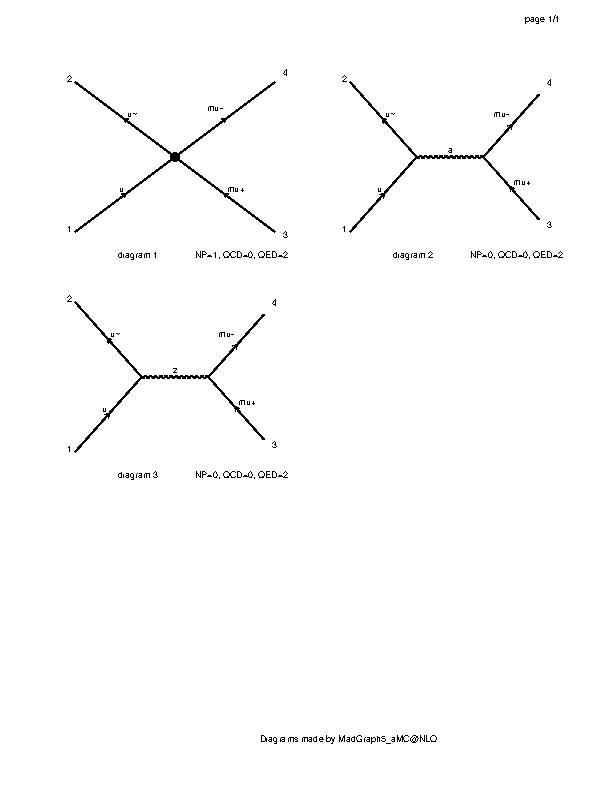 page 1/1
2
4
u~
mu-
u
mu+
1
3
diagram 1
NP=1, QCD=0, QED=2
2
4
u~
mu-
a
u
mu+
1
3
diagram 2
NP=0, QCD=0, QED=2
2
4
u~
mu-
z
u
mu+
1
3
diagram 3
NP=0, QCD=0, QED=2
Diagrams made by MadGraph5_aMC@NLO